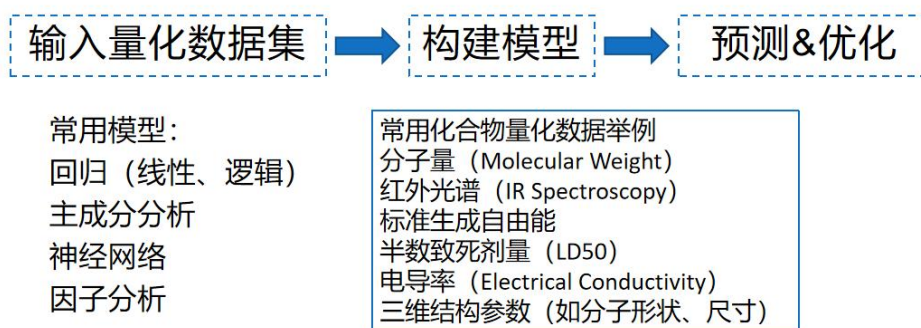 输入量化数据集
构建模型
预测&优化
常用模型：
回归（线性、逻辑）
主成分分析
神经网络
因子分析
常用化合物量化数据举例
分子量（Molecular Weight）
红外光谱（IR Spectroscopy）
标准生成自由能
半数致死剂量（LD50）
电导率（Electrical Conductivity）
三维结构参数（如分子形状、尺寸）